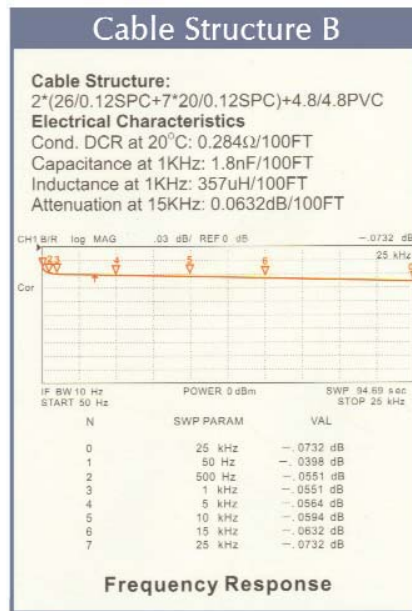 Cable Structure B
Cable Structure:
2*(26/0.12SPC+7*20/0.12SPC)+4.8/4.8PVC
Electrical Characteristics
Cond. DCR at 20°C: 0.284Ω/100FT
Capacitance at 1KHz: 1.8nF/100FT
Inductance at 1KHz: 357uH/100FT
Attenuation at 15KHz: 0.0632dB/100FT
CH1 B/R log MAG .03 dB/ REF 0 dB -.0732 dB
25 kHz
2 3 4 5 6
Cor
IF BW 10 Hz POWER 0 dBm SWP 94.69 sec
START 50 Hz STOP 25 kHz
N SWP PARAM VAL
0 25 kHz -.0732 dB
1 50 Hz -.0398 dB
2 500 Hz -.0551 dB
3 1 kHz -.0551 dB
4 5 kHz -.0564 dB
5 10 kHz -.0594 dB
6 15 kHz -.0632 dB
7 25 kHz -.0732 dB
Frequency Response